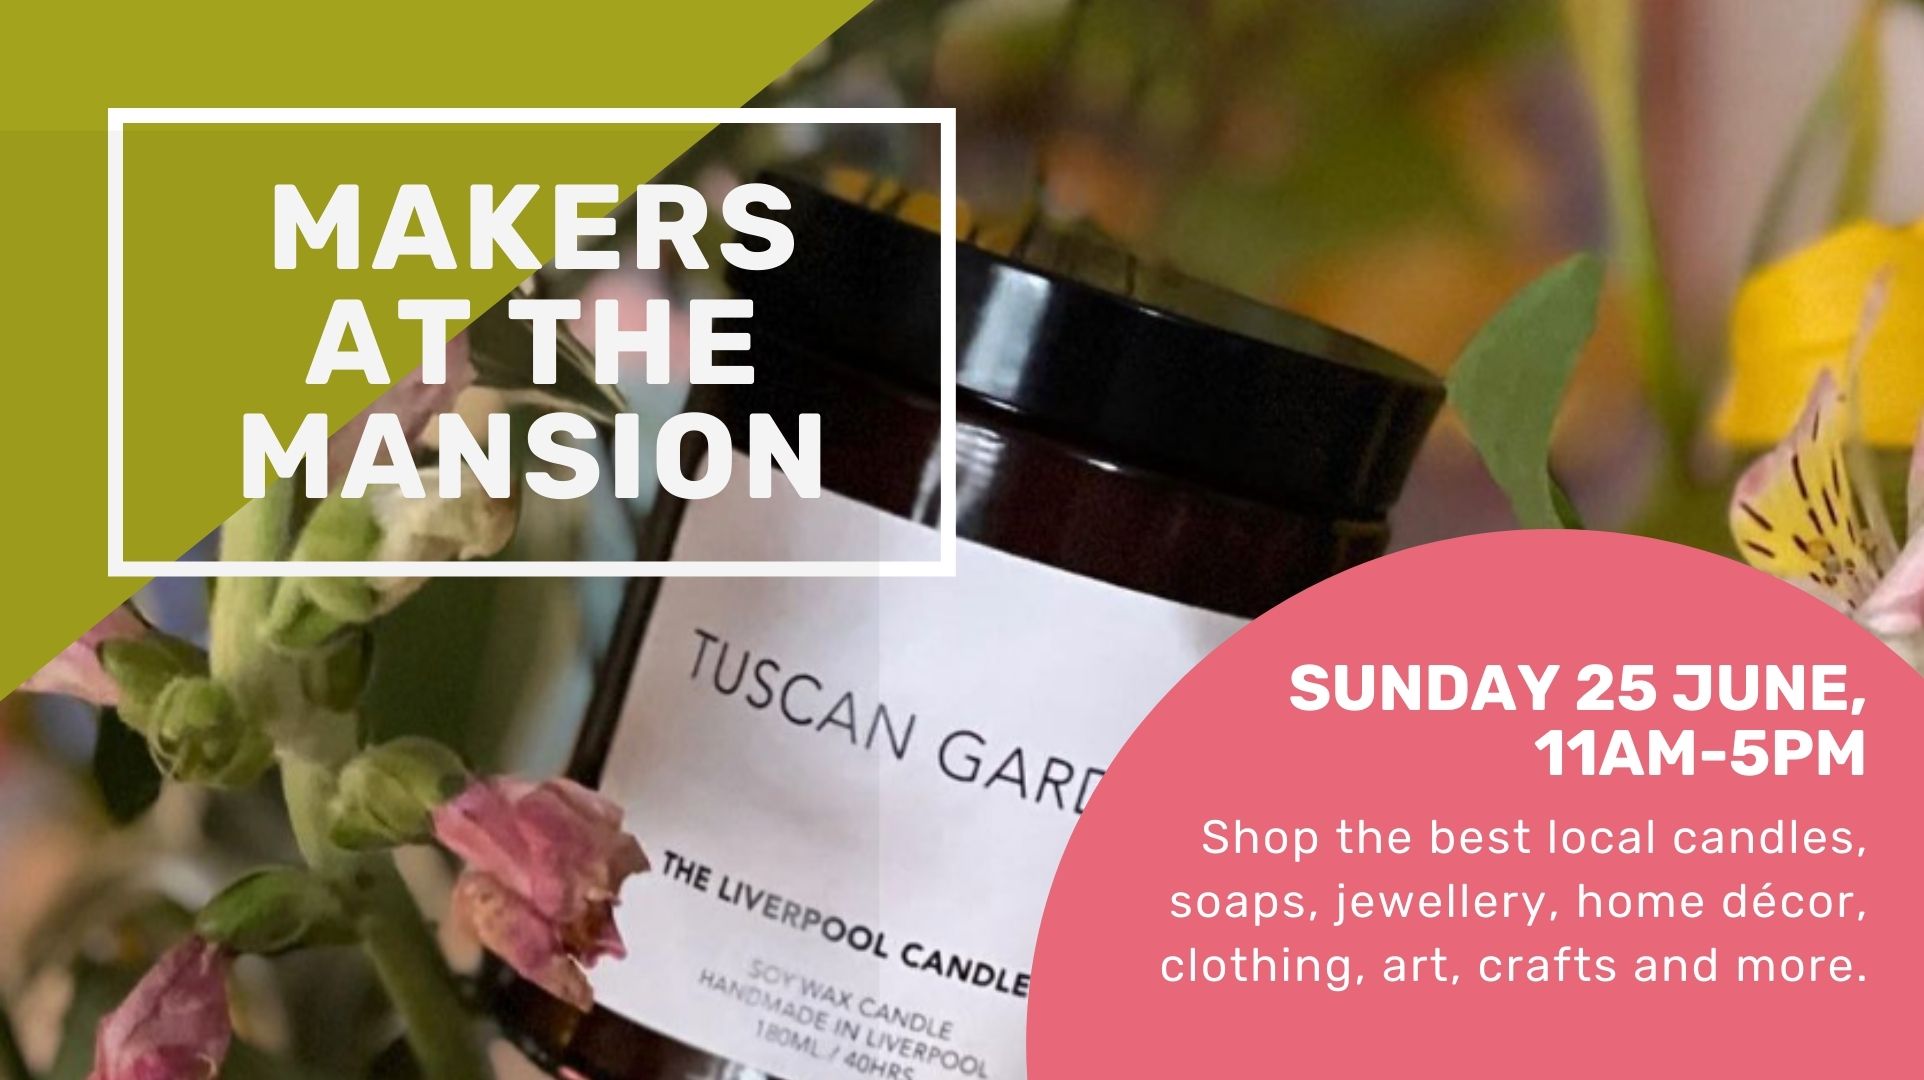 MAKERS
AT THE
MANSION
TUSCAN GARD
THE LIVERPOOL CANDLE
SOY WAX CANDLE
HANDMADE IN LIVERPOOL
180ML / 40HRS
SUNDAY 25 JUNE,
11AM-5PM
Shop the best local candles,
soaps, jewellery, home décor,
clothing, art, crafts and more.